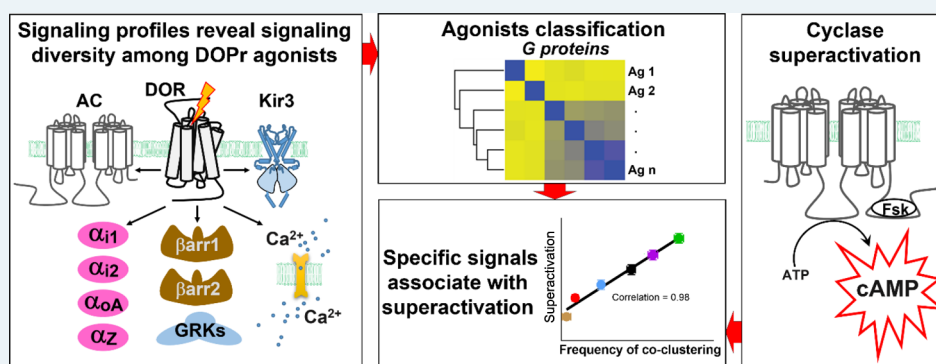 Signaling profiles reveal signaling
diversity among DOPr agonists
AC
DOR
Kir3
αi1
αi2
αoA
αZ
βarr1
βarr2
GRKs
Ca2+
Ca2+
Agonists classification
G proteins
Ag 1
Ag 2
.
.
Ag n
Specific signals
associate with
superactivation
Superactivation
Correlation = 0.98
Frequency of co-clustering
Cyclase
superactivation
Fsk
ATP
cAMP